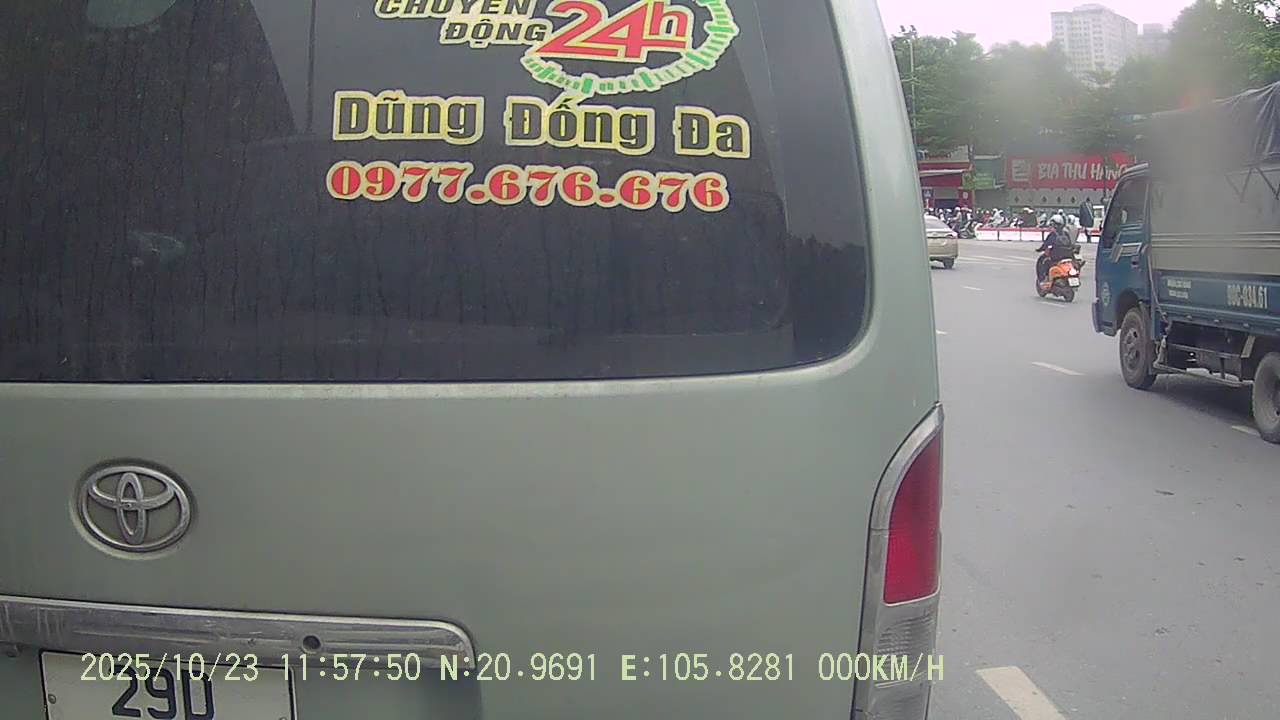 CHUYỂN
ĐỘNG 24h
Dũng Đống Đa
0977.676.676
BIA THU HẰNG
29D
2025/10/23 11:57:50 N:20.9691 E:105.8281 000KM/H